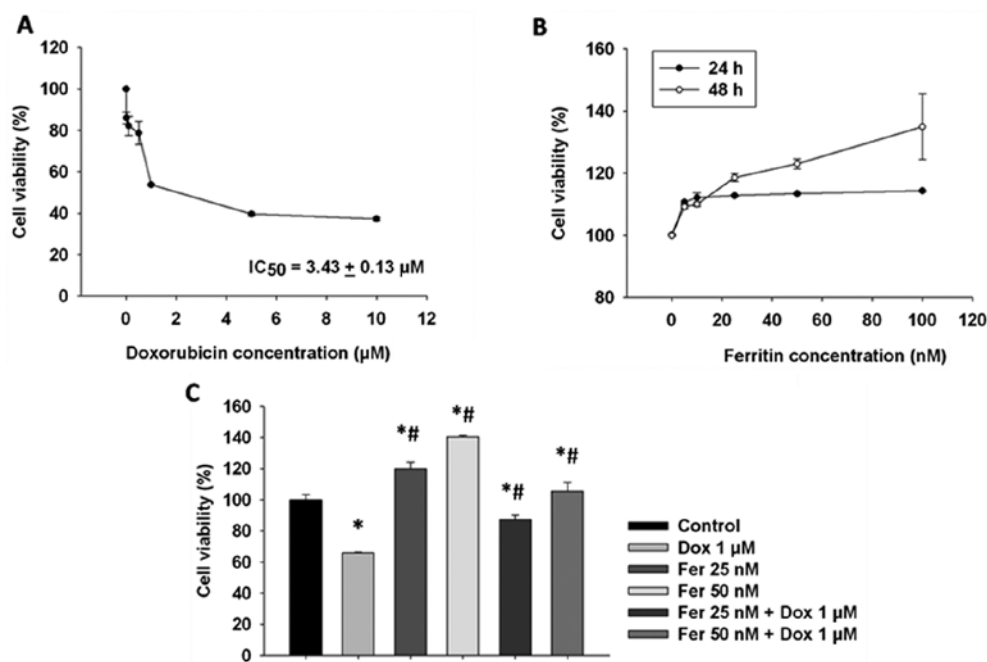 A
120
100
80
60
40
20
0
Cell viability (%)
IC50 = 3.43 ± 0.13 µM
0 2 4 6 8 10 12
Doxorubicin concentration (µM)
B
160
140
120
100
80
Cell viability (%)
24 h
48 h
0 20 40 60 80 100 120
Ferritin concentration (nM)
C
160
140
120
100
80
60
40
20
0
Cell viability (%)
*
*#
*#
*#
*#
Control
Dox 1 µM
Fer 25 nM
Fer 50 nM
Fer 25 nM + Dox 1 µM
Fer 50 nM + Dox 1 µM